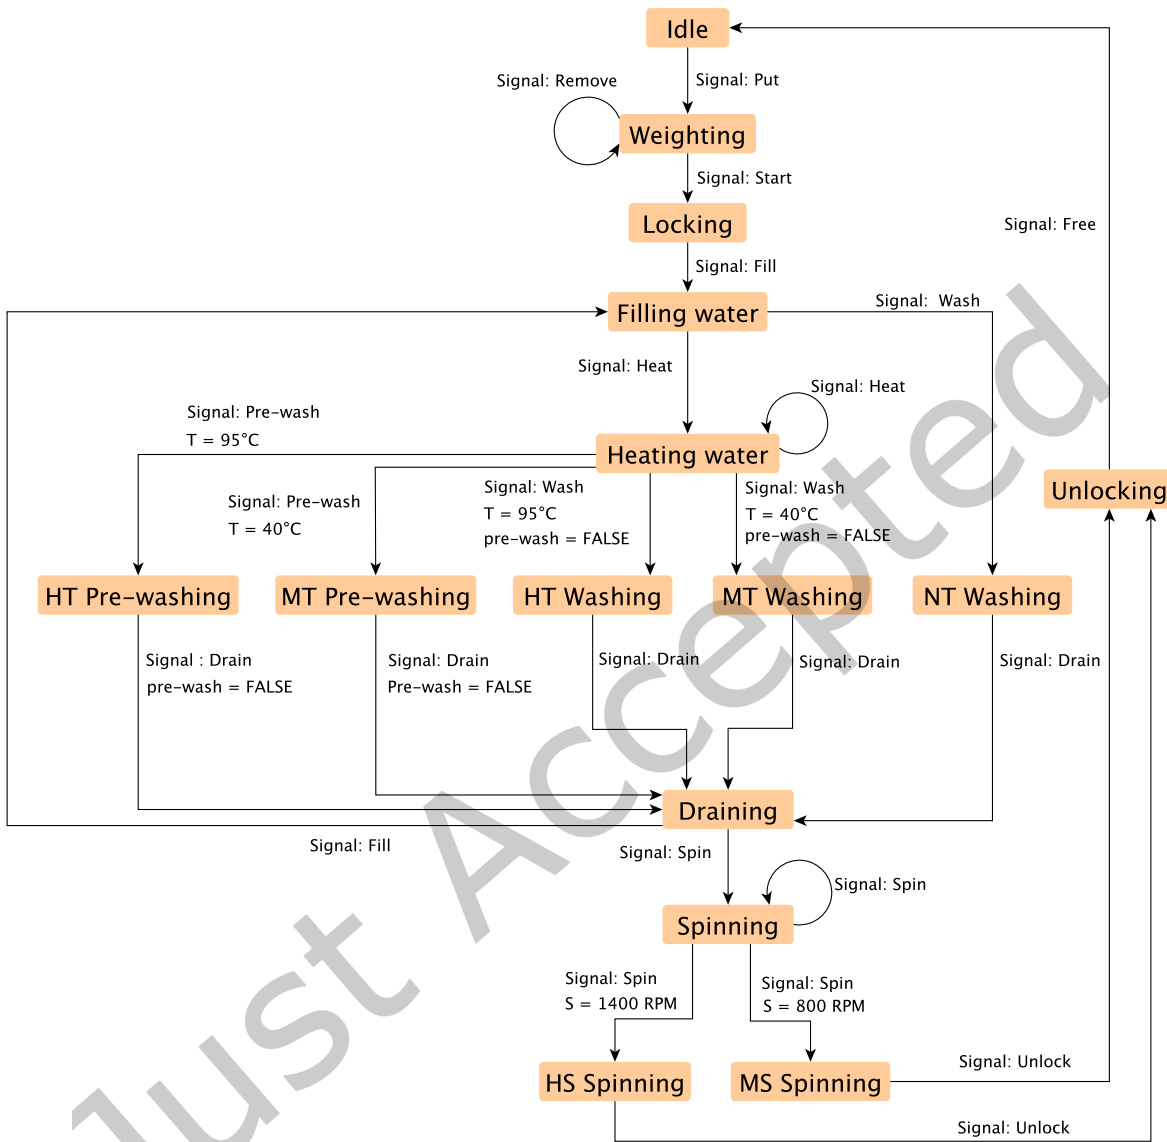 Idle
Signal: Put
Signal: Remove
Weighting
Signal: Start
Locking
Signal: Free
Signal: Fill
Filling water
Signal:  Wash
Signal: Heat
Signal: Heat
Signal: Pre-wash
T = 95°C
Heating water
Unlocking
Signal: Pre-wash
T = 40°C
Signal: Wash
T = 95°C
pre-wash = FALSE
Signal: Wash
T = 40°C
pre-wash = FALSE
HT Pre-washing
MT Pre-washing
HT Washing
MT Washing
NT Washing
Signal : Drain
pre-wash = FALSE
Signal: Drain
Pre-wash = FALSE
Signal: Drain
Signal: Drain
Signal: Drain
Draining
Signal: Fill
Signal: Spin
Signal: Spin
Spinning
Signal: Spin
S = 1400 RPM
Signal: Spin
S = 800 RPM
HS Spinning
MS Spinning
Signal: Unlock
Signal: Unlock
Just Accepted